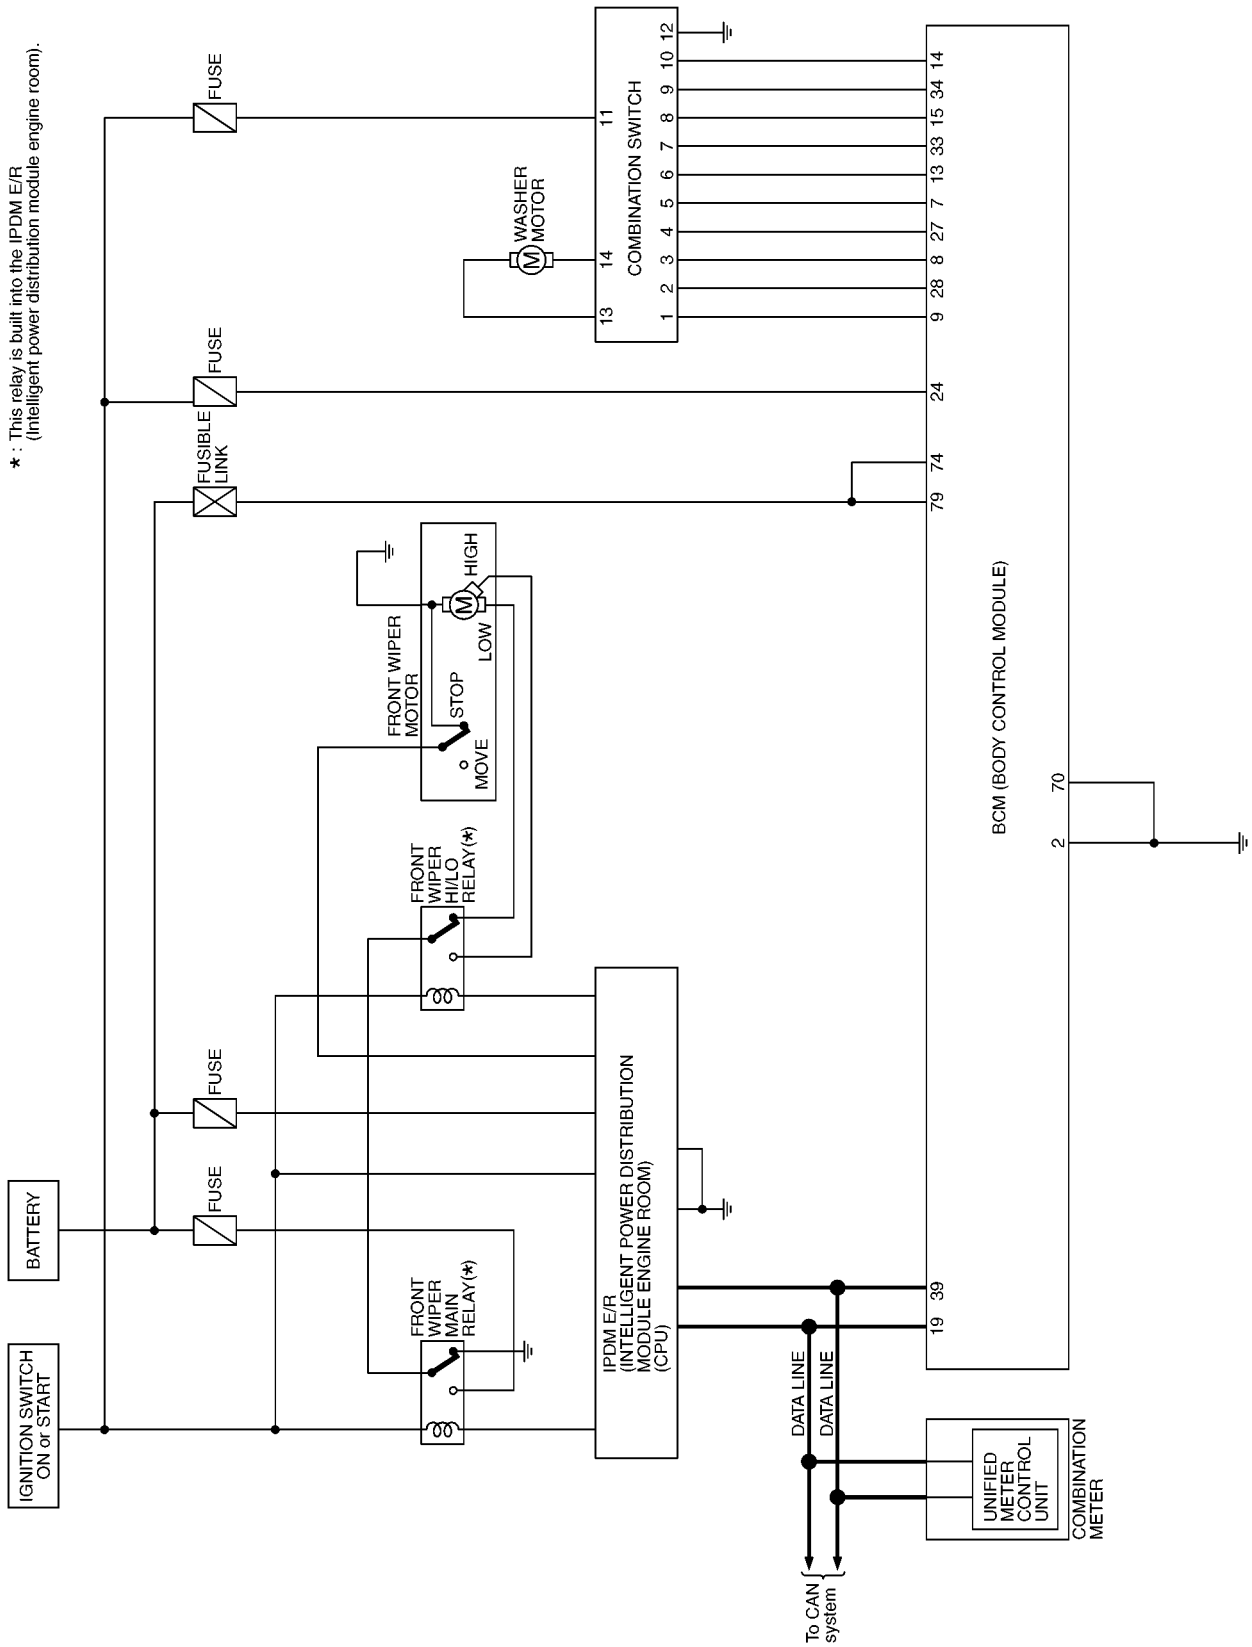 IGNITION SWITCH
ON or START
BATTERY
* : This relay is built into the IPDM E/R
(Intelligent power distribution module engine room).
FUSE
FUSE
FUSIBLE
LINK
FUSE
FUSE
FRONT
WIPER
MAIN
RELAY(*)
FRONT
WIPER
HI/LO
RELAY(*)
FRONT WIPER
MOTOR
MOVE
STOP
LOW
M
HIGH
WASHER
MOTOR
M
13
14
11
COMBINATION SWITCH
1
2
3
4
5
6
7
8
9
10
12
IPDM E/R
(INTELLIGENT POWER DISTRIBUTION
MODULE ENGINE ROOM)
(CPU)
To CAN
system
DATA LINE
DATA LINE
19
39
79
74
24
9
28
8
27
7
13
33
15
34
14
BCM (BODY CONTROL MODULE)
2
70
UNIFIED
METER
CONTROL
UNIT
COMBINATION
METER